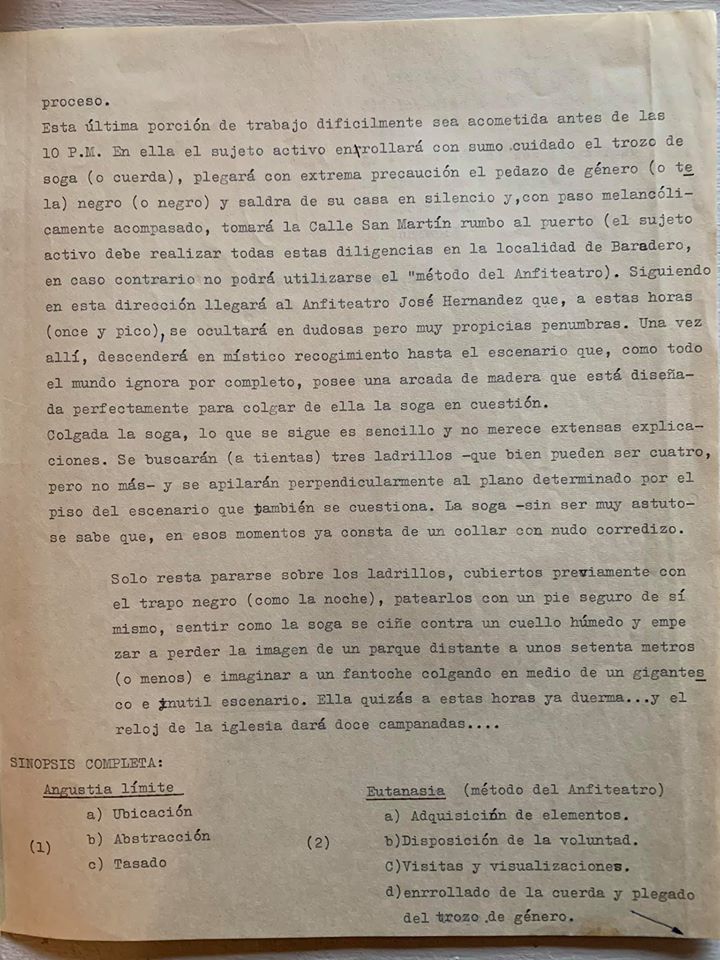 proceso.
Esta última porción de trabajo dificilmente sea acometida antes de las
10 P.M. En ella el sujeto activo enrrollará con sumo cuidado el trozo de
soga (o cuerda), plegará con extrema precaución el pedazo de género (o te
la) negro (o negro) y saldra de su casa en silencio y,con paso melancóli-
camente acompasado, tomará la Calle San Martín rumbo al puerto (el sujeto
activo debe realizar todas estas diligencias en la localidad de Baradero,
en caso contrario no podrá utilizarse el "método del Anfiteatro). Siguiendo
en esta dirección llegará al Anfiteatro José Hernandez que, a estas horas
(once y pico), se ocultará en dudosas pero muy propicias penumbras. Una vez
allí, descenderá en místico recogimiento hasta el escenario que, como todo
el mundo ignora por completo, posee una arcada de madera que está diseña-
da perfectamente para colgar de ella la soga en cuestión.
Colgada la soga, lo que se sigue es sencillo y no merece extensas explica-
ciones. Se buscarán (a tientas) tres ladrillos -que bien pueden ser cuatro,
pero no más- y se apilarán perpendicularmente al plano determinado por el
piso del escenario que también se cuestiona. La soga -sin ser muy astuto-
se sabe que, en esos momentos ya consta de un collar con nudo corredizo.
Solo resta pararse sobre los ladrillos, cubiertos previamente con
el trapo negro (como la noche), patearlos con un pie seguro de sí
mismo, sentir como la soga se ciñe contra un cuello húmedo y empe
zar a perder la imagen de un parque distante a unos setenta metros
(o menos) e imaginar a un fantoche colgando en medio de un gigantes
co e inutil escenario. Ella quizás a estas horas ya duerma...y el
reloj de la iglesia dará doce campanadas....
SINOPSIS COMPLETA:
Angustia límite
(1)
a) Ubicación
b) Abstracción
c) Tasado
Eutanasia (método del Anfiteatro)
(2)
a) Adquisición de elementos.
b)Disposición de la voluntad.
C)Visitas y visualizaciones.
d)enrrollado de la cuerda y plegado
del trozo de género.